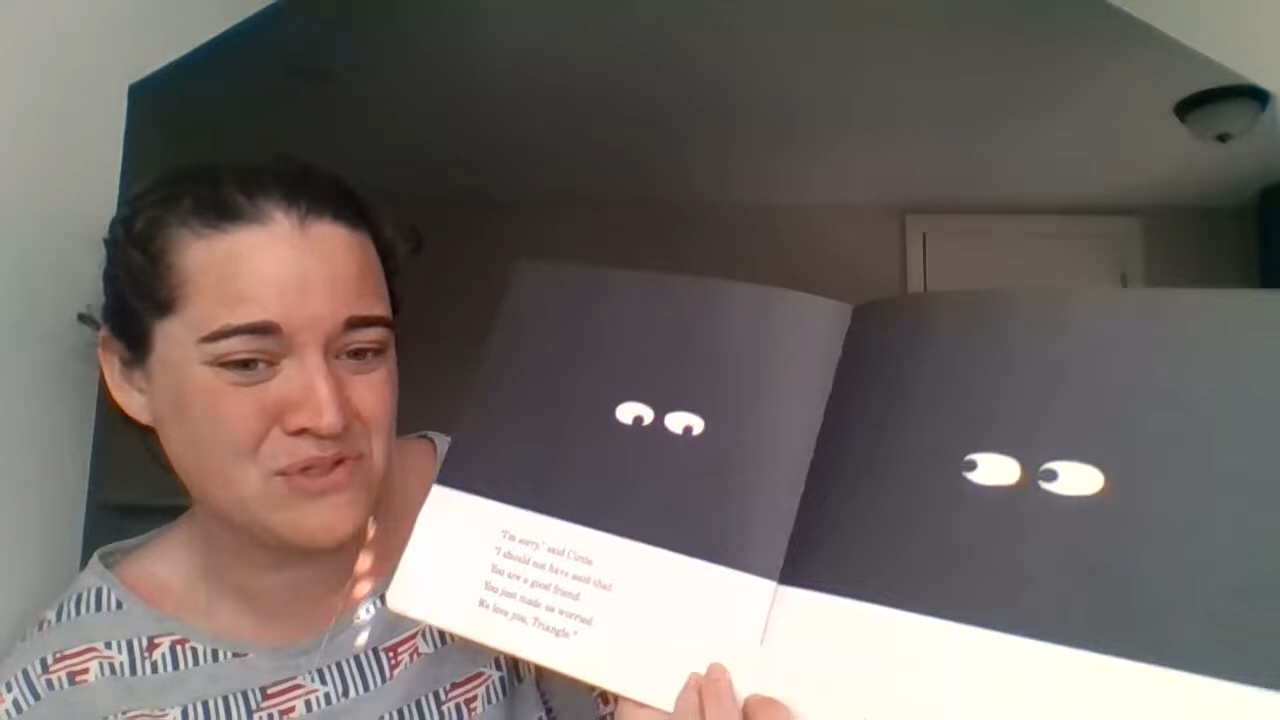 "I'm sorry," said Circle.
"I should not have said that.
You are a good friend.
You just made us worried.
We love you, Triangle."